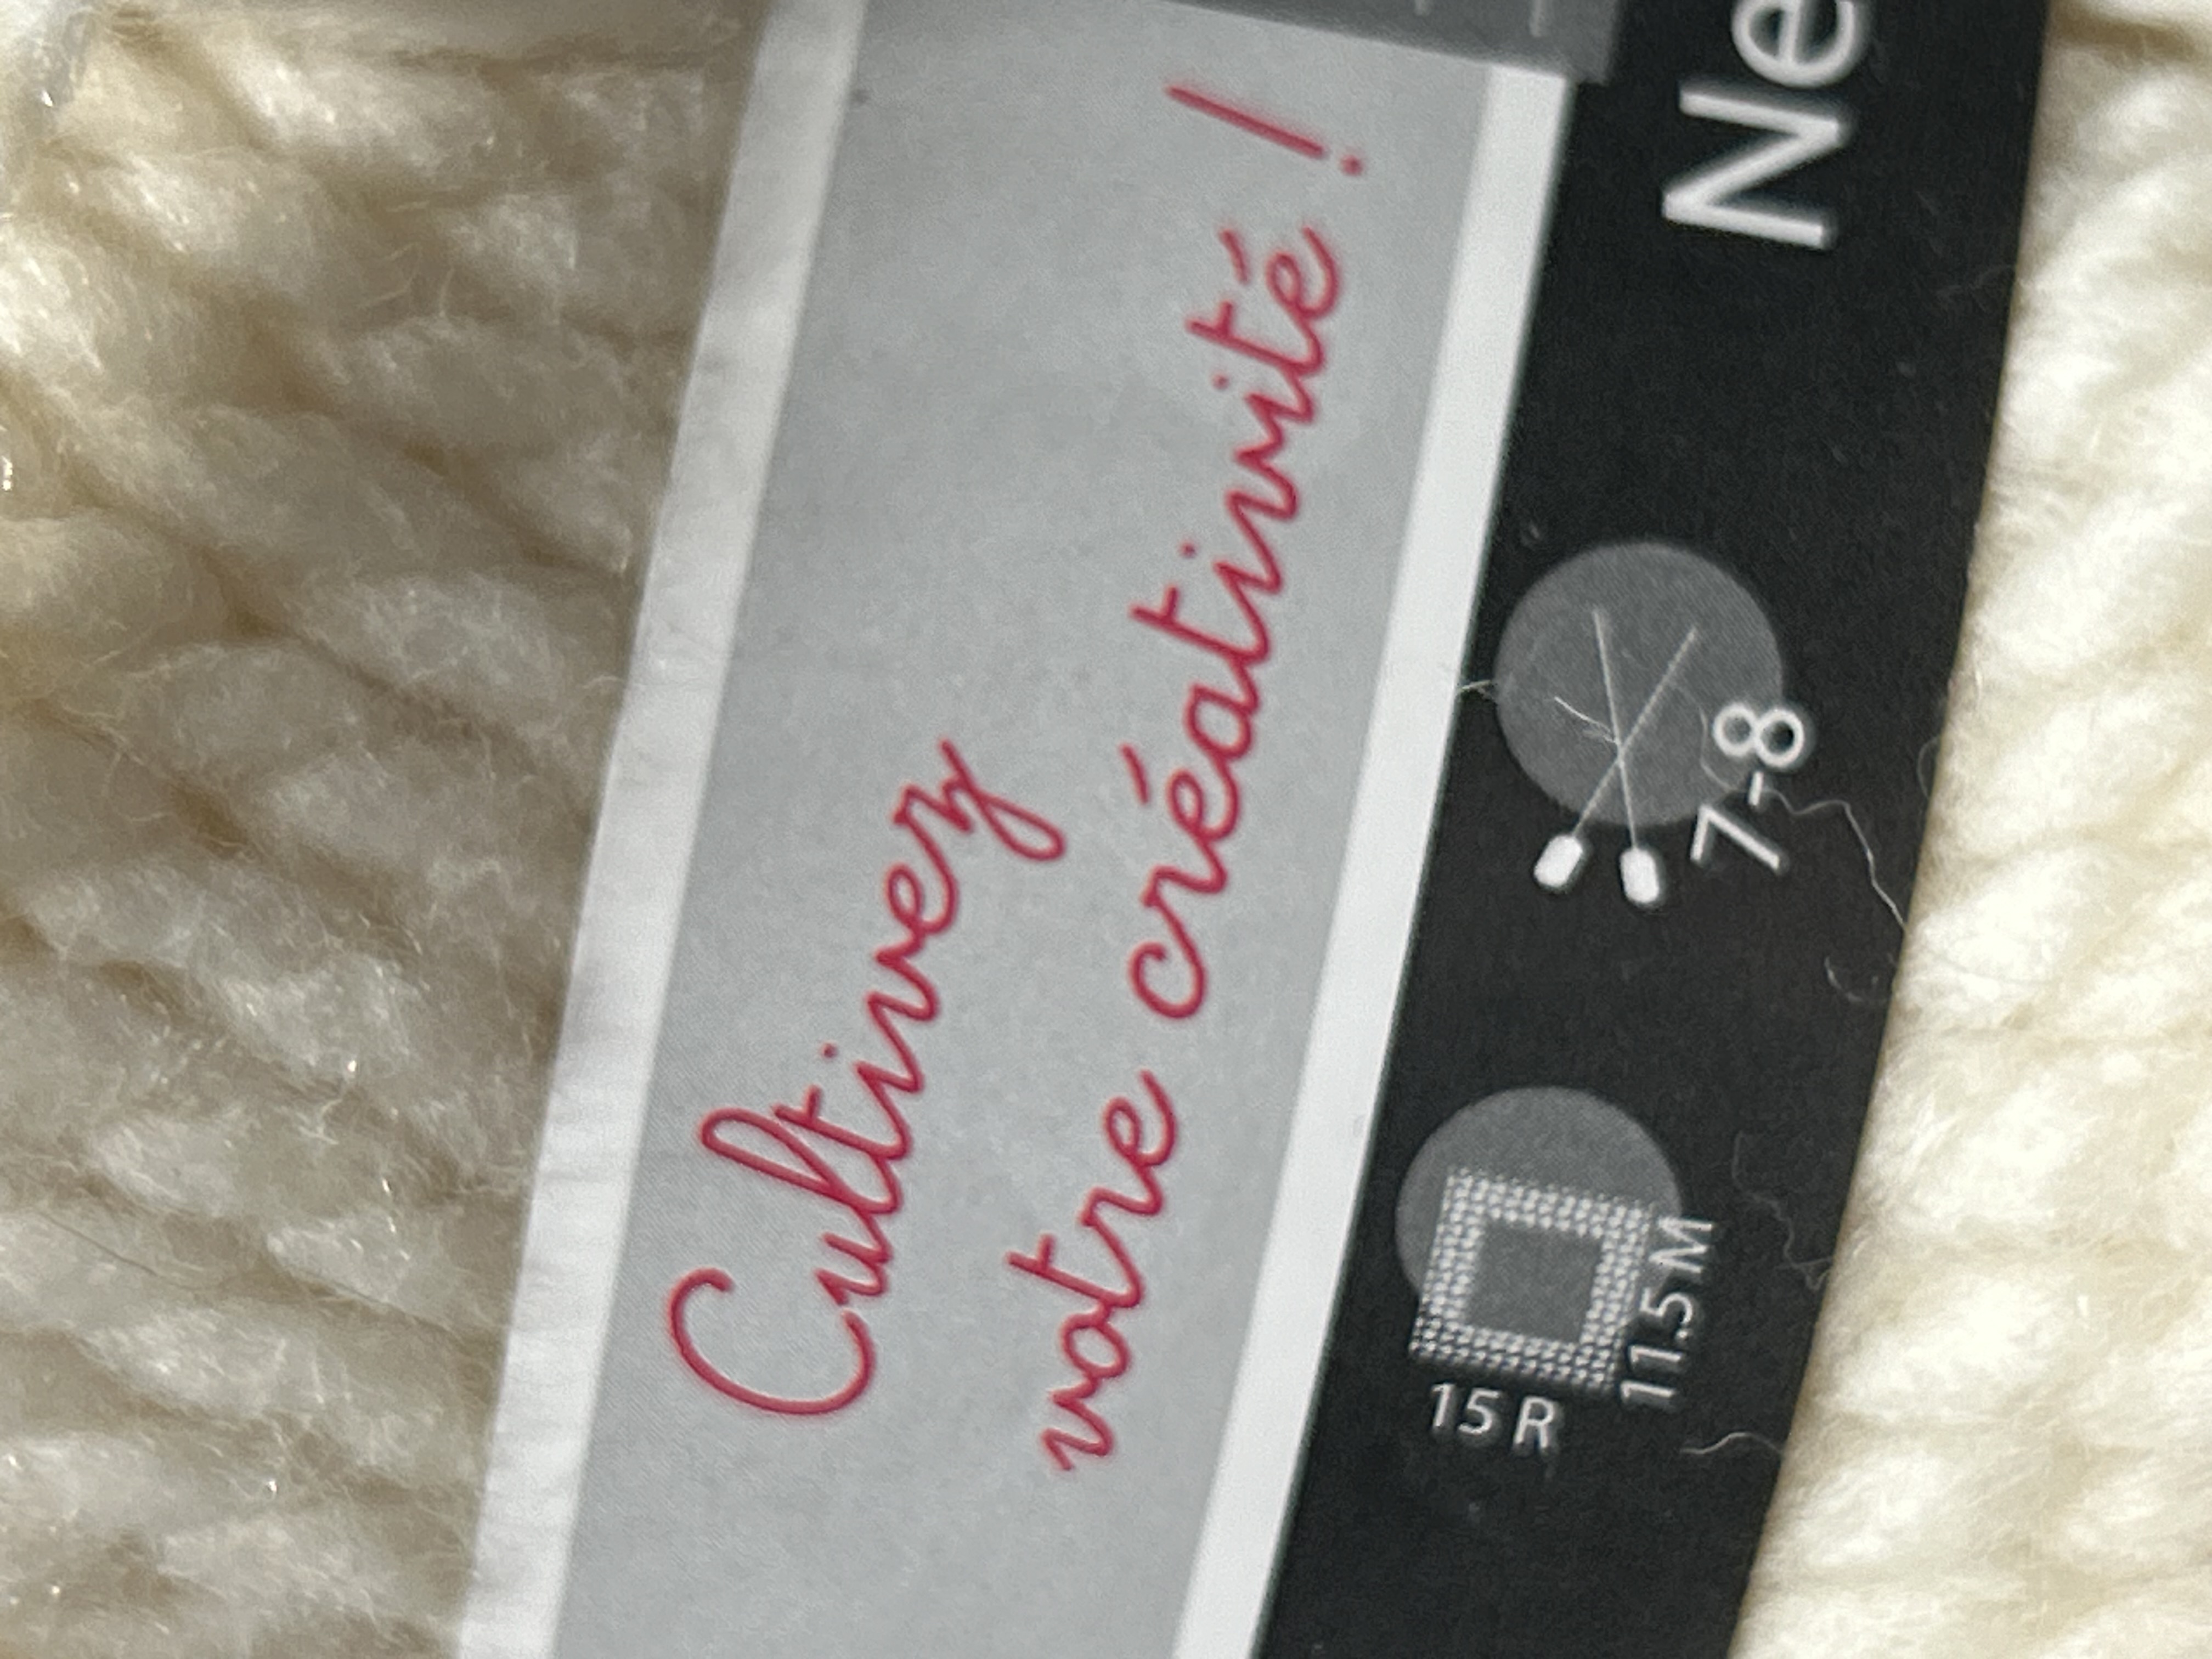 Cultivez
votre créativité !
15 R
11.5 M
7-8